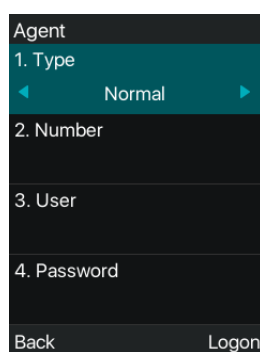 Agent
1. Type
Normal
2. Number
3. User
4. Password
Back Logon